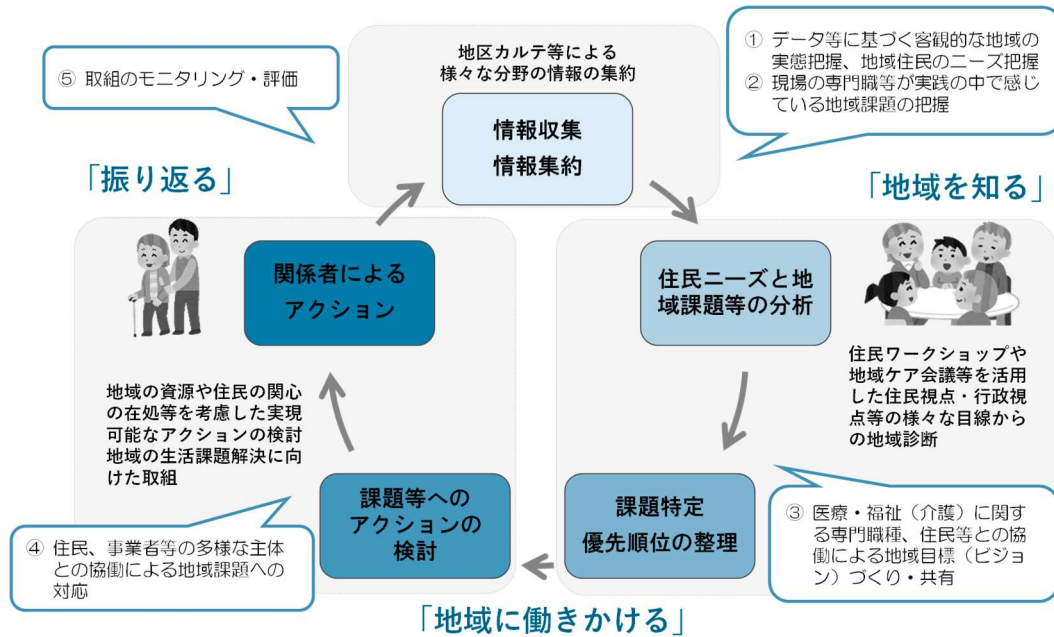 地区カルテ等による
様々な分野の情報の集約
情報収集
情報集約
① データ等に基づく客観的な地域の
実態把握、地域住民のニーズ把握
② 現場の専門職等が実践の中で感じ
ている地域課題の把握
⑤ 取組のモニタリング・評価
「振り返る」
「地域を知る」
関係者による
アクション
住民ニーズと地
域課題等の分析
住民ワークショップや
地域ケア会議等を活用
した住民視点・行政視
点等の様々な目線から
の地域診断
地域の資源や住民の関心
の在処等を考慮した実現
可能なアクションの検討
地域の生活課題解決に向
けた取組
課題等への
アクションの
検討
課題特定
優先順位の整理
③ 医療・福祉（介護）に関す
る専門職種、住民等との協
働による地域目標（ビジョ
ン）づくり・共有
④ 住民、事業者等の多様な主体
との協働による地域課題への
対応
「地域に働きかける」